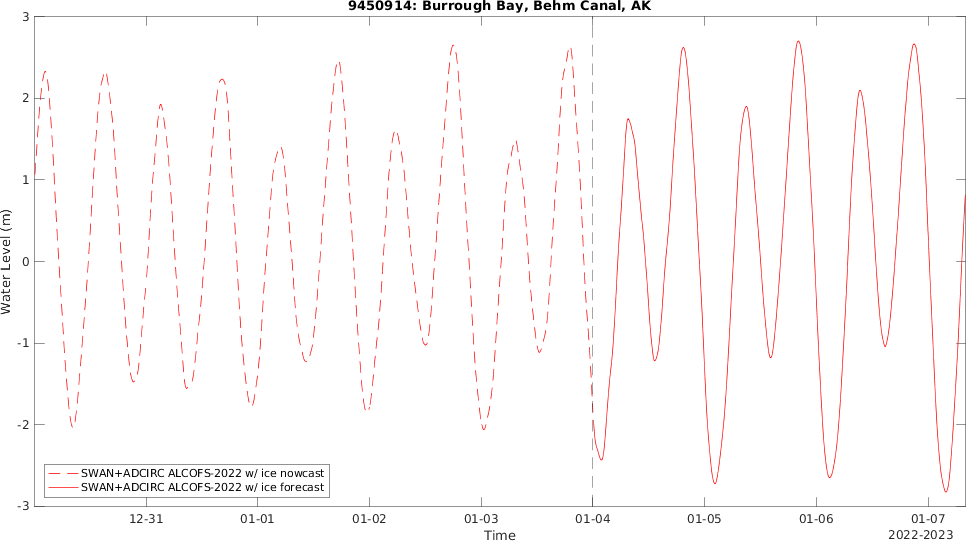 9450914: Burrough Bay, Behm Canal, AK
3
2
1
0
-1
-2
-3
Water Level (m)
SWAN+ADCIRC ALCOFS-2022 w/ ice nowcast
SWAN+ADCIRC ALCOFS-2022 w/ ice forecast
12-31 01-01 01-02 01-03 01-04 01-05 01-06 01-07
Time
2022-2023